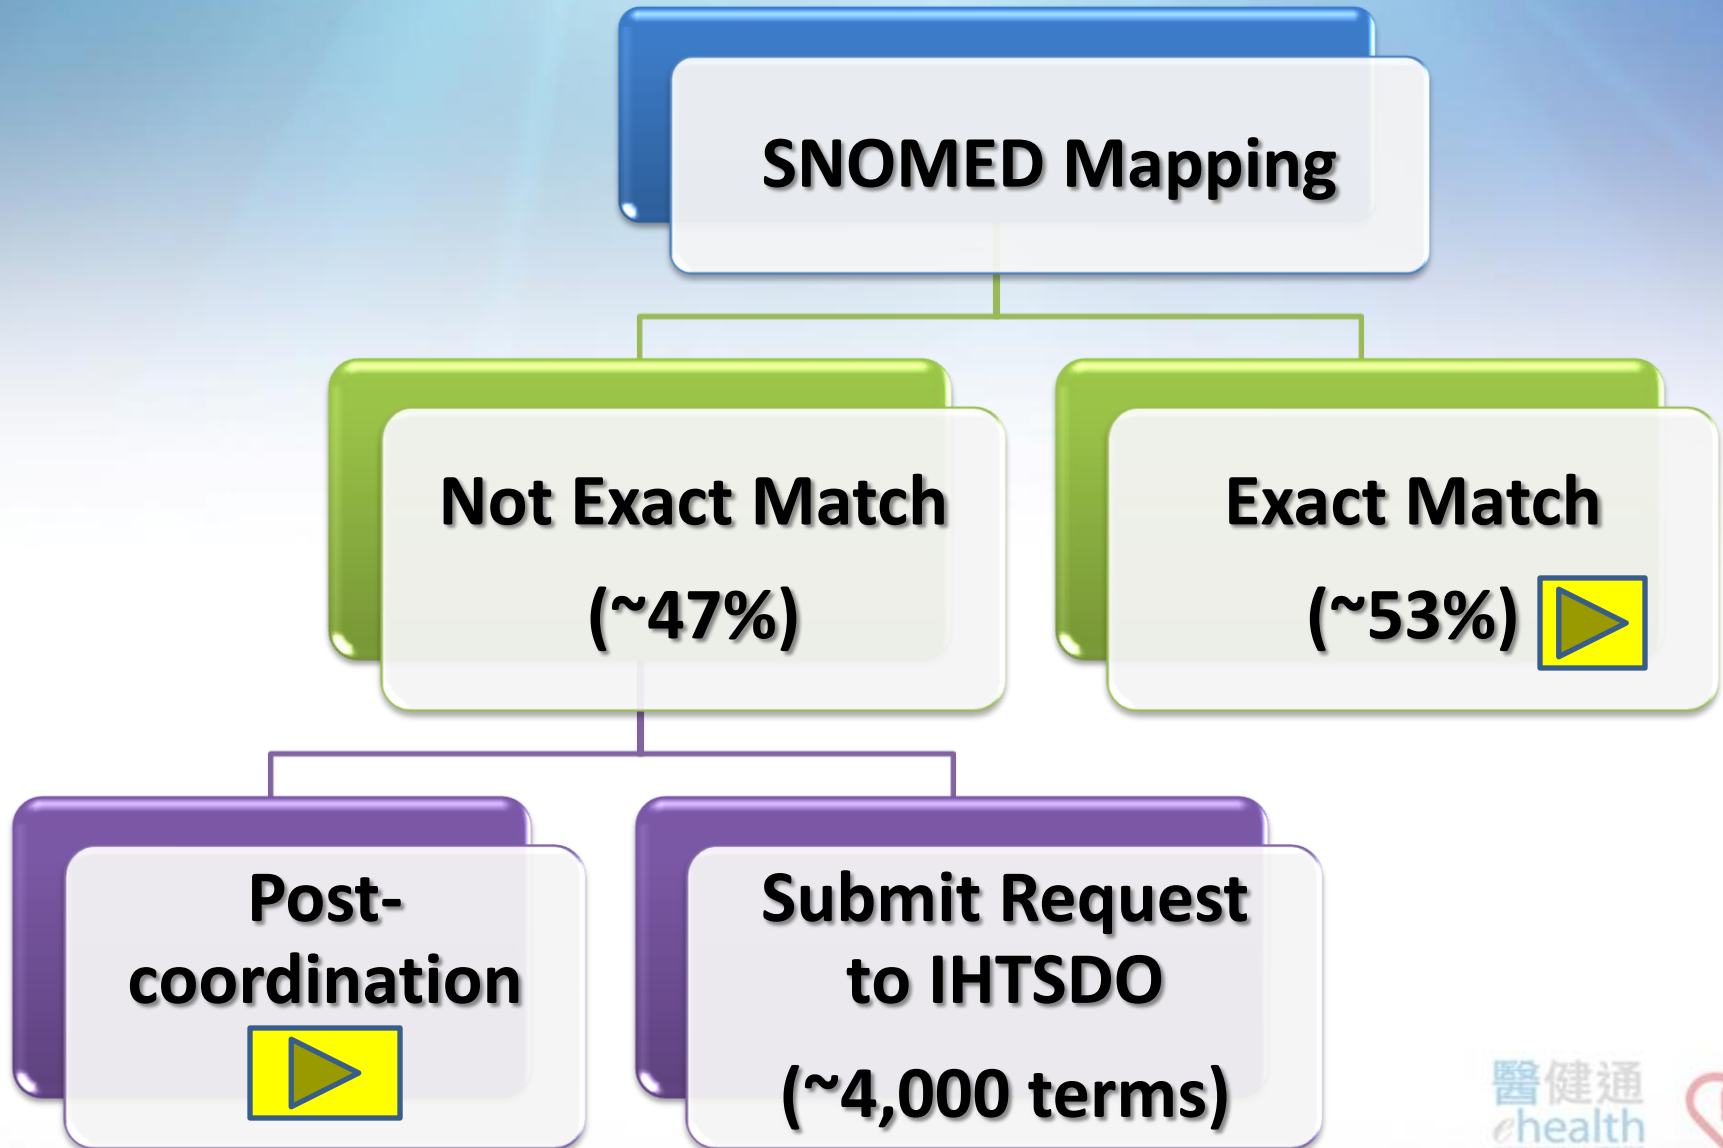 SNOMED Mapping
Not Exact Match
(~47%)
Exact Match
(~53%)
Post-
coordination
Submit Request
to IHTSDO
(~4,000 terms)
醫健通
ehealth